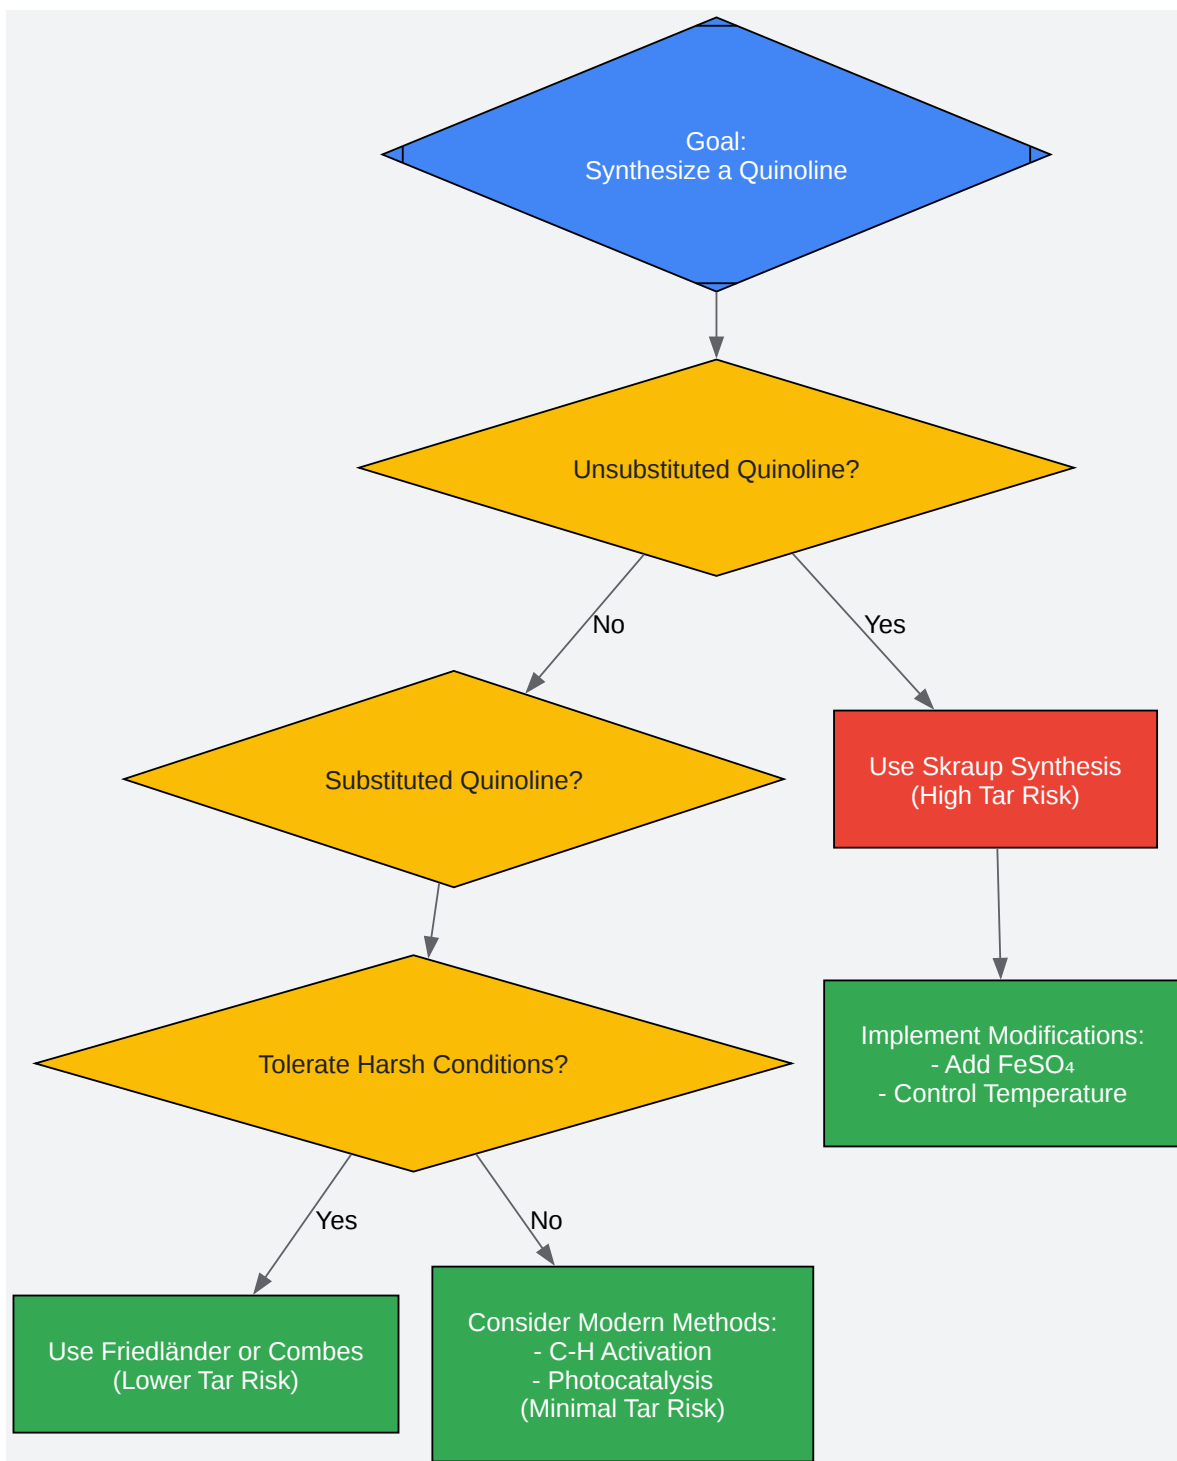 Goal:
Synthesize a Quinoline
Unsubstituted Quinoline?
No
Yes
Substituted Quinoline?
Use Skraup Synthesis
(High Tar Risk)
Tolerate Harsh Conditions?
Implement Modifications:
- Add FeSO₄
- Control Temperature
Yes
No
Use Friedländer or Combes
(Lower Tar Risk)
Consider Modern Methods:
- C-H Activation
- Photocatalysis
(Minimal Tar Risk)